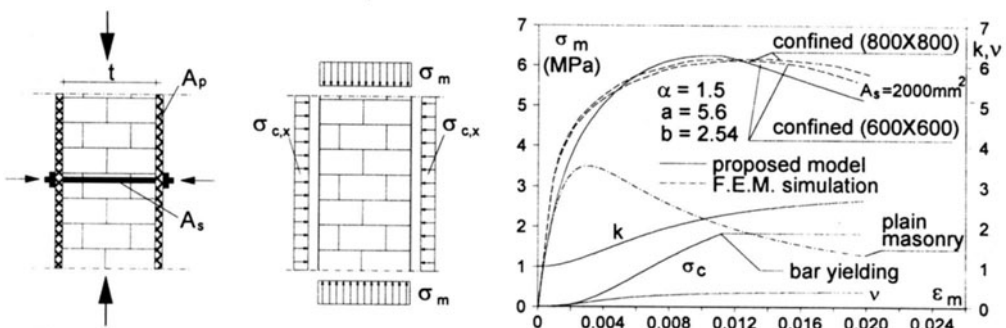 t
A_p
A_s
σ_m
σ_c,x
σ_c,x
σ_m
7
6
5
4
3
2
1
0
σ_m
(MPa)
α = 1.5
a = 5.6
b = 2.54
confined (800X800)
A_s=2000mm²
confined (600X600)
proposed model
F.E.M. simulation
k
σ_c
plain
masonry
bar yielding
ν
ε_m
7
k,ν
6
5
4
3
2
1
0
0
0.004
0.008
0.012
0.016
0.020
0.024